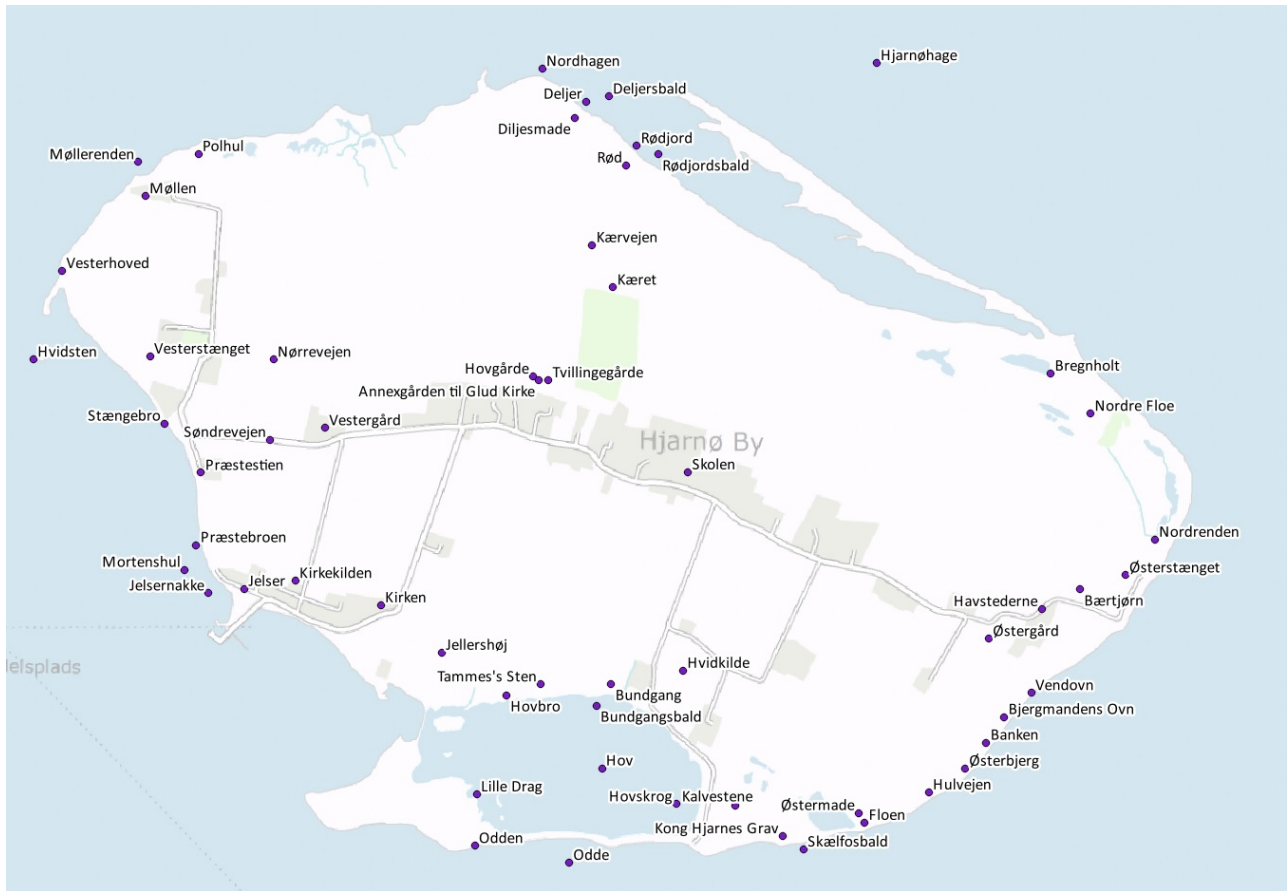 Hjarnøhage
Nordhagen
Deljersbald
Deljer
Diljesmade
Rødjord
Rødjordsbald
Rød
Polhul
Møllerenden
Møllen
Kærvejen
Vesterhoved
Kæret
Hvidsten
Vesterstænget
Nørrevejen
Hovgårde
Tvillingegårde
Annexgården til Glud Kirke
Bregnholt
Nordre Floe
Stængebro
Søndrevejen
Vestergård
Hjarnø By
Præstestien
Skolen
Præstebroen
Nordrenden
Mortenshul
Jelsernakke
Jelser
Kirkekilden
Kirken
Østerstænget
Bærtjørn
Havstederne
Østergård
Jellershøj
elsplads
Tammes's Sten
Hovbro
Bundgang
Bundgangsbald
Hvidkilde
Vendovn
Bjergmandens Ovn
Banken
Østerbjerg
Hulvejen
Hov
Lille Drag
Hovskrog
Kalvestene
Østermade
Floen
Kong Hjarnes Grav
Skælfosbald
Odden
Odde